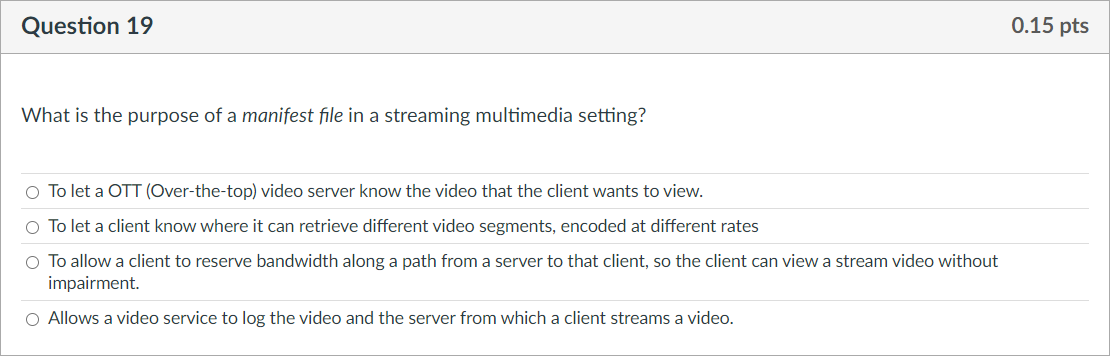 Question 19
0.15 pts
What is the purpose of a manifest file in a streaming multimedia setting?
To let a OTT (Over-the-top) video server know the video that the client wants to view.
To let a client know where it can retrieve different video segments, encoded at different rates
To allow a client to reserve bandwidth along a path from a server to that client, so the client can view a stream video without
impairment.
Allows a video service to log the video and the server from which a client streams a video.